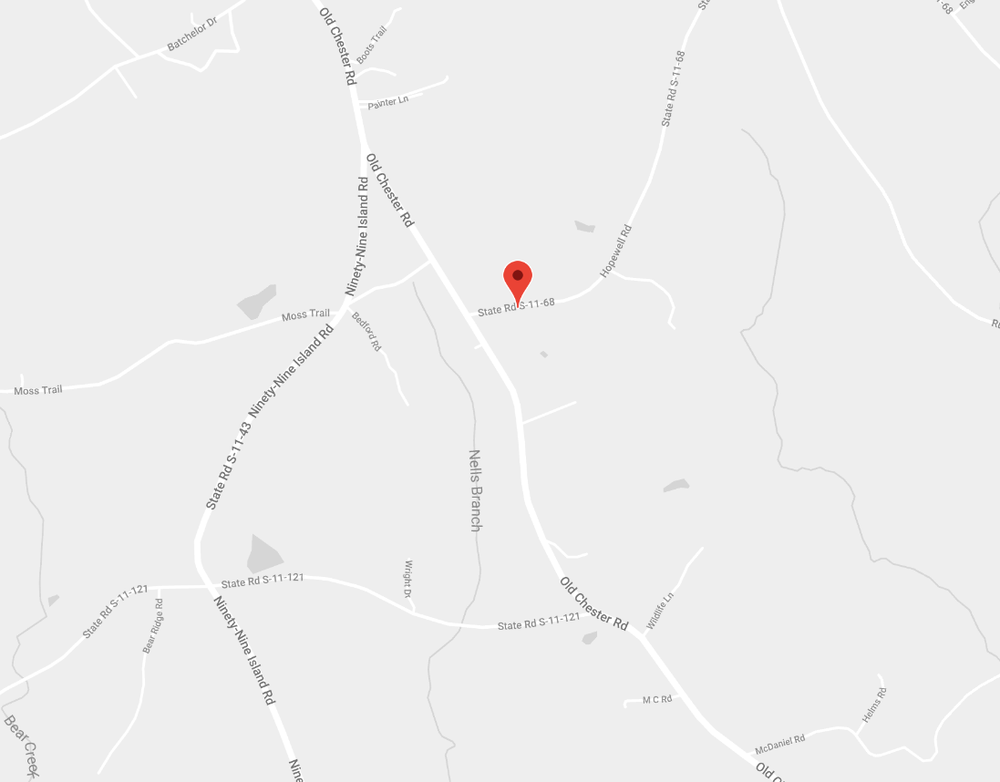 Old Chester Rd
Batchelor Dr
Boots Trail
State Rd S-11-68
Painter Ln
Old Chester Rd
Ninety-Nine Island Rd
Hopewell Rd
State Rd S-11-68
Moss Trail
Bedford Rd
Ninety-Nine Island Rd
Moss Trail
State Rd S-11-43
Nells Branch
State Rd S-11-121
Wright Dr
State Rd S-11-121
Bear Ridge Rd
Ninety-Nine Island Rd
Old Chester Rd
Wildlife Ln
State Rd S-11-121
M C Rd
Helms Rd
McDaniel Rd
Bear Creek